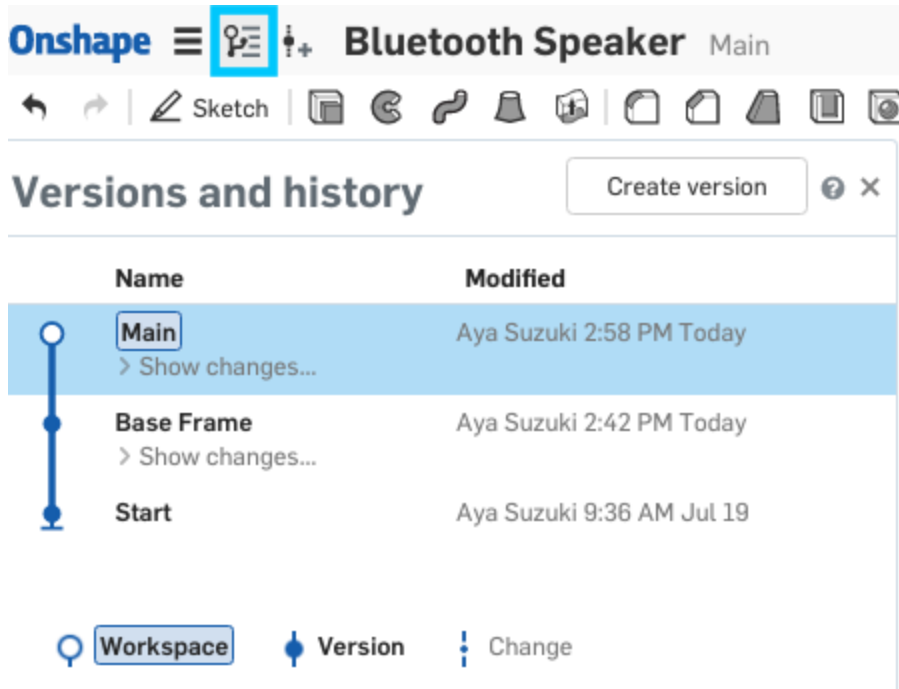 Onshape Bluetooth Speaker Main
Sketch
Versions and history Create version
Name Modified
Main Aya Suzuki 2:58 PM Today
> Show changes...
Base Frame Aya Suzuki 2:42 PM Today
> Show changes...
Start Aya Suzuki 9:36 AM Jul 19
Workspace Version Change